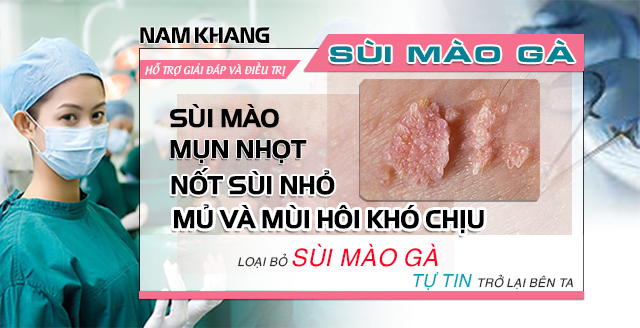 NAM KHANG
SÙI MÀO GÀ
HỖ TRỢ GIẢI ĐÁP VÀ ĐIỀU TRỊ
SÙI MÀO
MỤN NHỌT
NỐT SÙI NHỎ
MỦ VÀ MÙI HÔI KHÓ CHỊU
LOẠI BỎ SÙI MÀO GÀ
TỰ TIN TRỞ LẠI BÊN TA